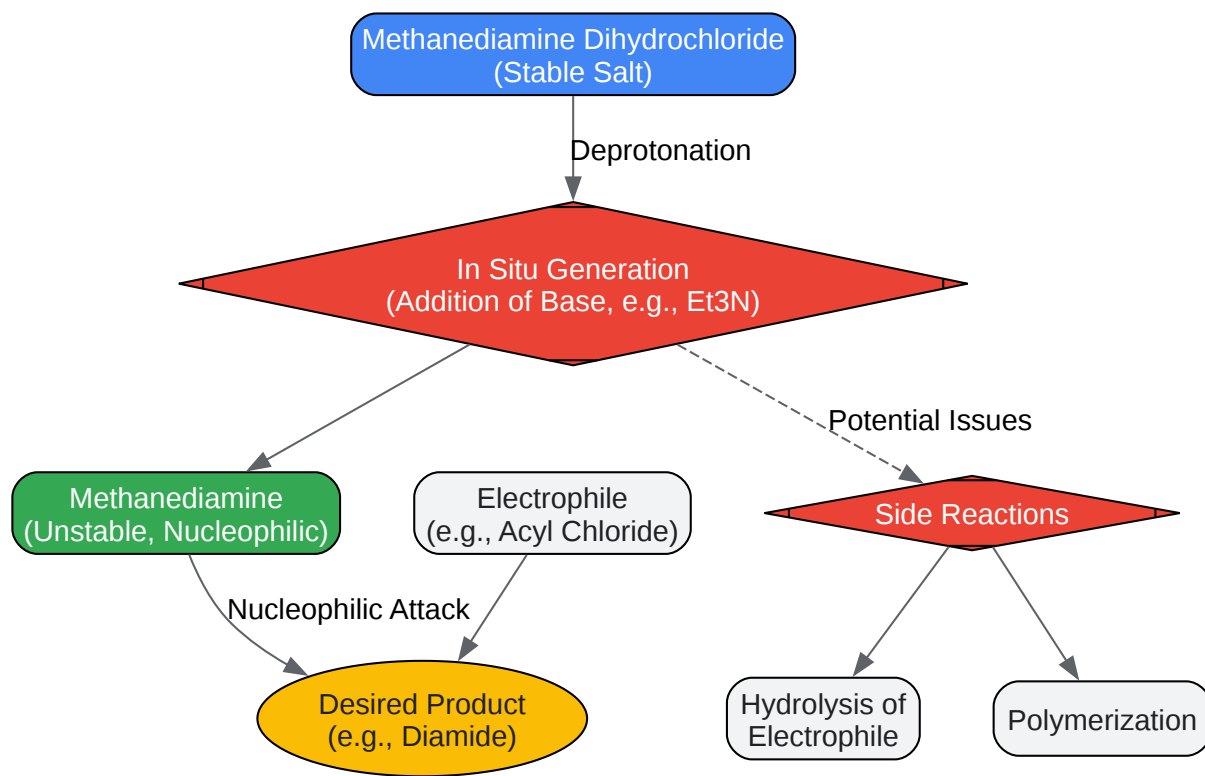 Methanediamine Dihydrochloride
(Stable Salt)
Deprotonation
In Situ Generation
(Addition of Base, e.g., Et3N)
Potential Issues
Methanediamine
(Unstable, Nucleophilic)
Electrophile
(e.g., Acyl Chloride)
Side Reactions
Nucleophilic Attack
Desired Product
(e.g., Diamide)
Hydrolysis of
Electrophile
Polymerization